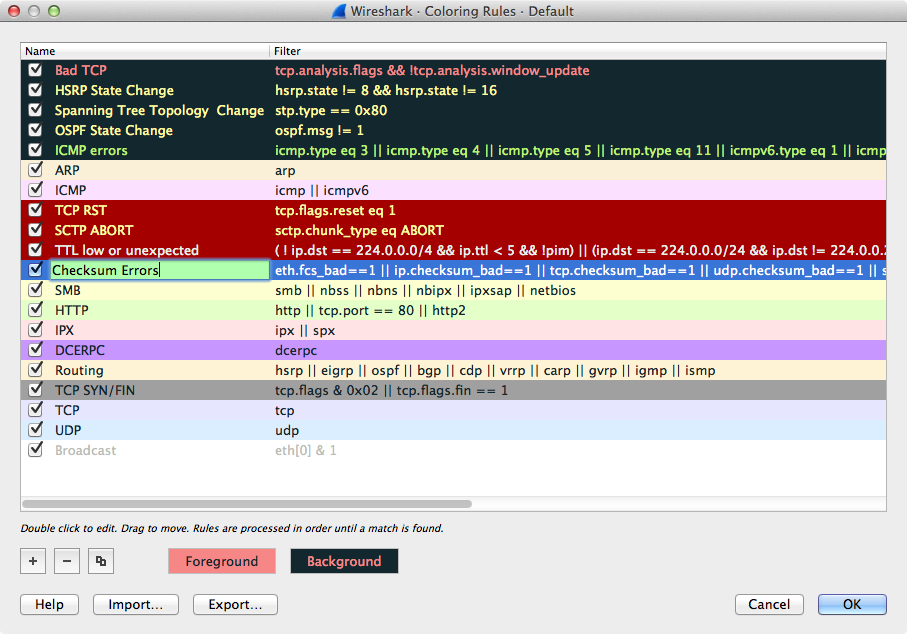 Wireshark · Coloring Rules · Default
Name Filter
Bad TCP tcp.analysis.flags && !tcp.analysis.window_update
HSRP State Change hsrp.state != 8 && hsrp.state != 16
Spanning Tree Topology  Change stp.type == 0x80
OSPF State Change ospf.msg != 1
ICMP errors icmp.type eq 3 || icmp.type eq 4 || icmp.type eq 5 || icmp.type eq 11 || icmpv6.type eq 1 || icmp
ARP arp
ICMP icmp || icmpv6
TCP RST tcp.flags.reset eq 1
SCTP ABORT sctp.chunk_type eq ABORT
TTL low or unexpected ( ! ip.dst == 224.0.0.0/4 && ip.ttl < 5 && !pim) || (ip.dst == 224.0.0.0/24 && ip.dst != 224.0.0.2
Checksum Errors eth.fcs_bad==1 || ip.checksum_bad==1 || tcp.checksum_bad==1 || udp.checksum_bad==1 || s
SMB smb || nbss || nbns || nbipx || ipxsap || netbios
HTTP http || tcp.port == 80 || http2
IPX ipx || spx
DCERPC dcerpc
Routing hsrp || eigrp || ospf || bgp || cdp || vrrp || carp || gvrp || igmp || ismp
TCP SYN/FIN tcp.flags & 0x02 || tcp.flags.fin == 1
TCP tcp
UDP udp
Broadcast eth[0] & 1
Double click to edit. Drag to move. Rules are processed in order until a match is found.
+ − Foreground Background
Help Import... Export... Cancel OK